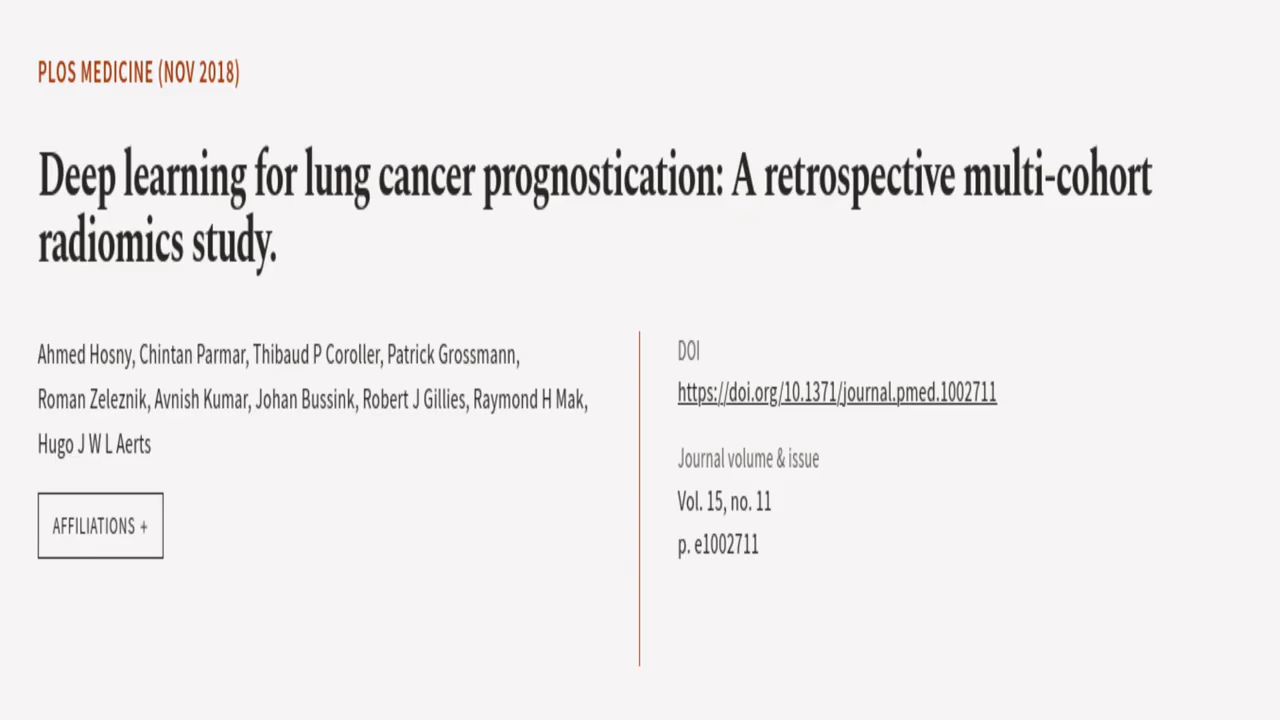 PLOS MEDICINE (NOV 2018)
Deep learning for lung cancer prognostication: A retrospective multi-cohort
radiomics study.
Ahmed Hosny, Chintan Parmar, Thibaud P Coroller, Patrick Grossmann,
Roman Zeleznik, Avnish Kumar, Johan Bussink, Robert J Gillies, Raymond H Mak,
Hugo J W L Aerts
AFFILIATIONS +
DOI
https://doi.org/10.1371/journal.pmed.1002711
Journal volume & issue
Vol. 15, no. 11
p. e1002711